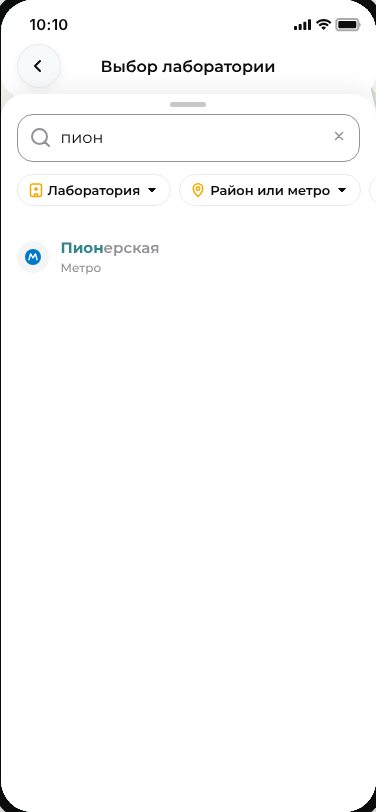 10:10
Выбор лаборатории
пион
Лаборатория
Район или метро
Пионерская
Метро